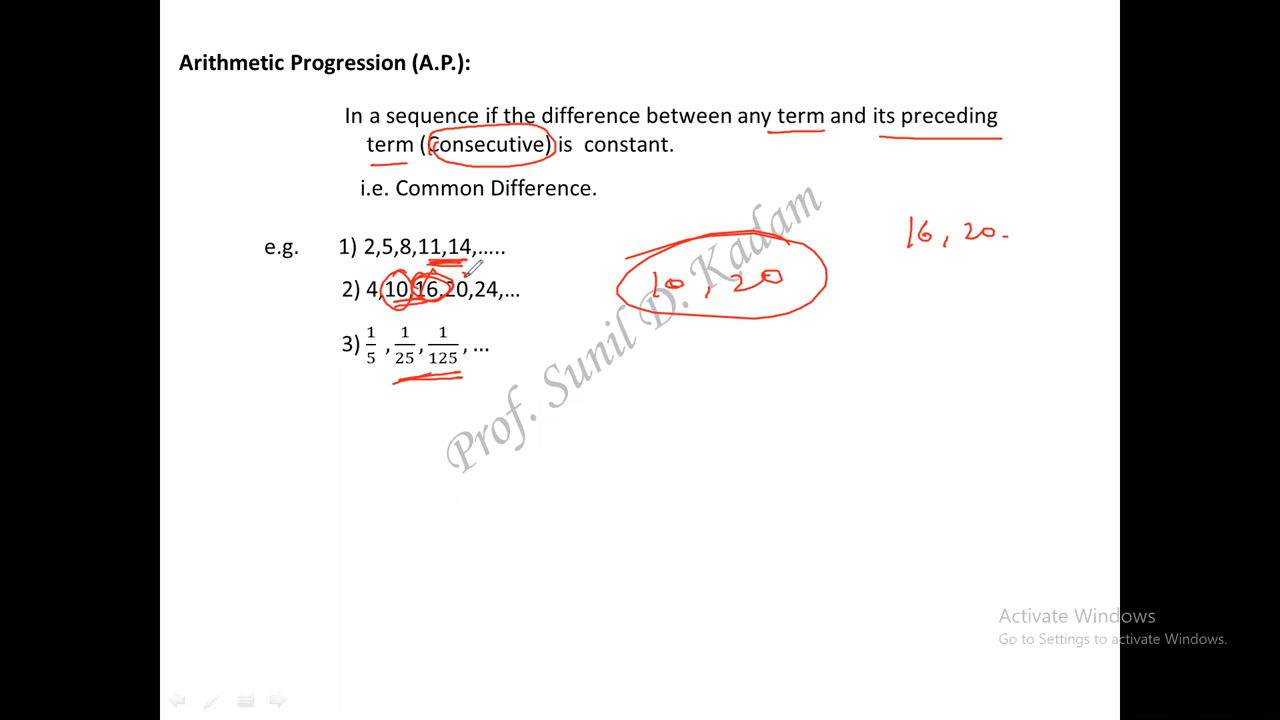 Arithmetic Progression (A.P.):
In a sequence if the difference between any term and its preceding
term (Consecutive) is constant.
i.e. Common Difference.
16, 20.
e.g. 1) 2,5,8,11,14,.....
10, 20
2) 4,10,16,20,24,...
3) 1/5 , 1/25 , 1/125 , ...
Prof. Sunil D. Kadam
Activate Windows
Go to Settings to activate Windows.